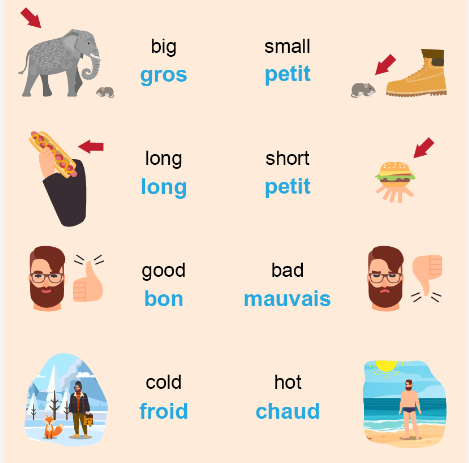 big small
gros petit
long short
long petit
good bad
bon mauvais
cold hot
froid chaud